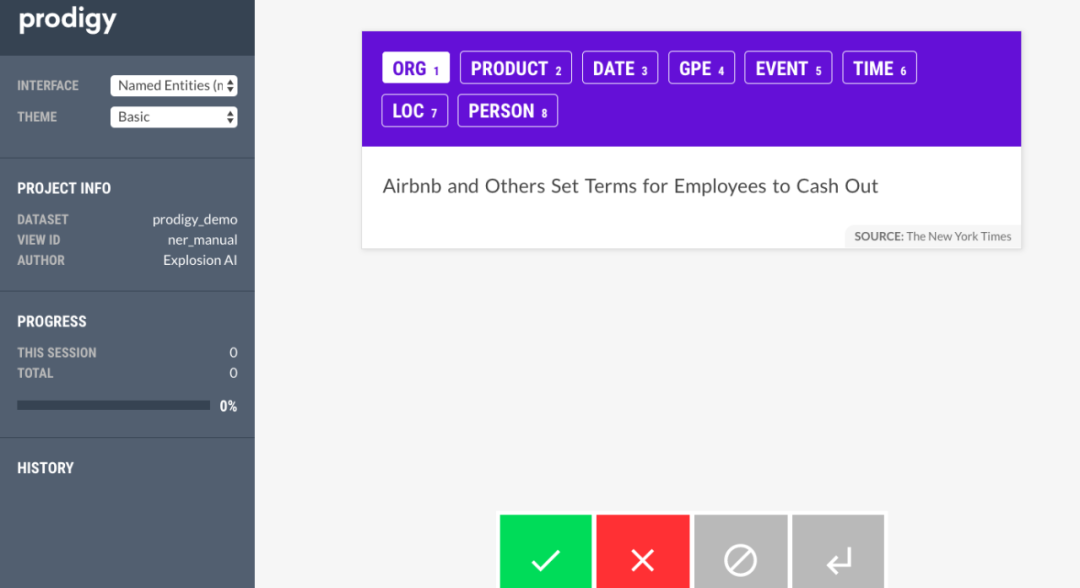 prodigy
INTERFACE Named Entities (n
THEME Basic
PROJECT INFO
DATASET prodigy_demo
VIEW ID ner_manual
AUTHOR Explosion AI
PROGRESS
THIS SESSION 0
TOTAL 0
0%
HISTORY
ORG 1 PRODUCT 2 DATE 3 GPE 4 EVENT 5 TIME 6
LOC 7 PERSON 8
Airbnb and Others Set Terms for Employees to Cash Out
SOURCE: The New York Times